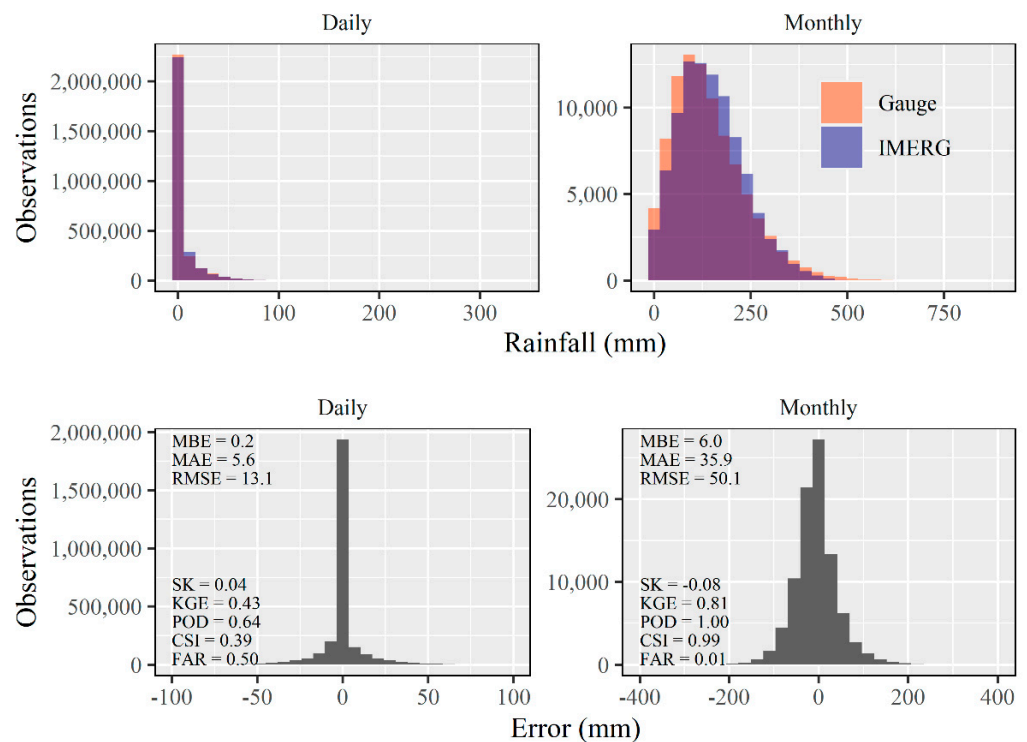 Daily
Monthly
Observations
2,000,000
1,500,000
1,000,000
500,000
0
10,000
5,000
0
Gauge
IMERG
0 100 200 300
0 250 500 750
Rainfall (mm)
Daily
Monthly
Observations
2,000,000
1,500,000
1,000,000
500,000
0
MBE = 0.2
MAE = 5.6
RMSE = 13.1
SK = 0.04
KGE = 0.43
POD = 0.64
CSI = 0.39
FAR = 0.50
20,000
10,000
0
MBE = 6.0
MAE = 35.9
RMSE = 50.1
SK = -0.08
KGE = 0.81
POD = 1.00
CSI = 0.99
FAR = 0.01
-100 -50 0 50 100
-400 -200 0 200 400
Error (mm)